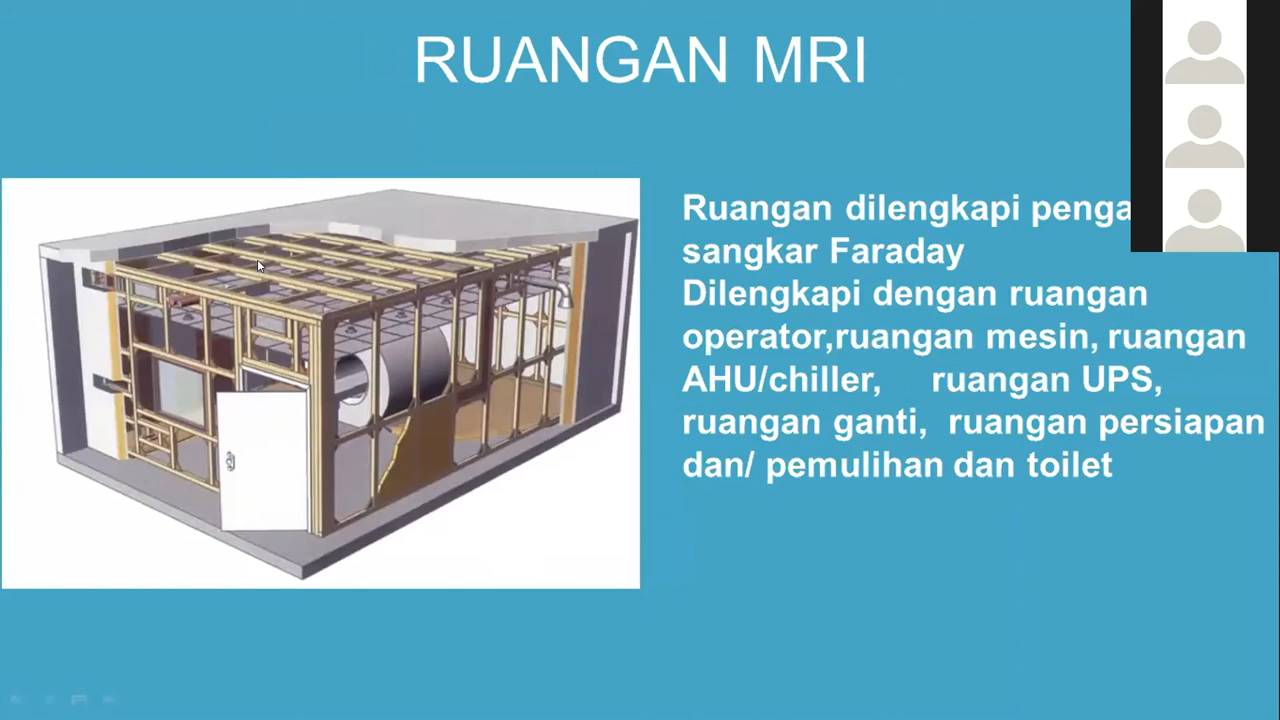 RUANGAN MRI
Ruangan dilengkapi
sangkar Faraday
Dilengkapi dengan ruangan
operator,ruangan mesin, ruangan
AHU/chiller, ruangan UPS,
ruangan ganti, ruangan persiapan
dan/ pemulihan dan toilet